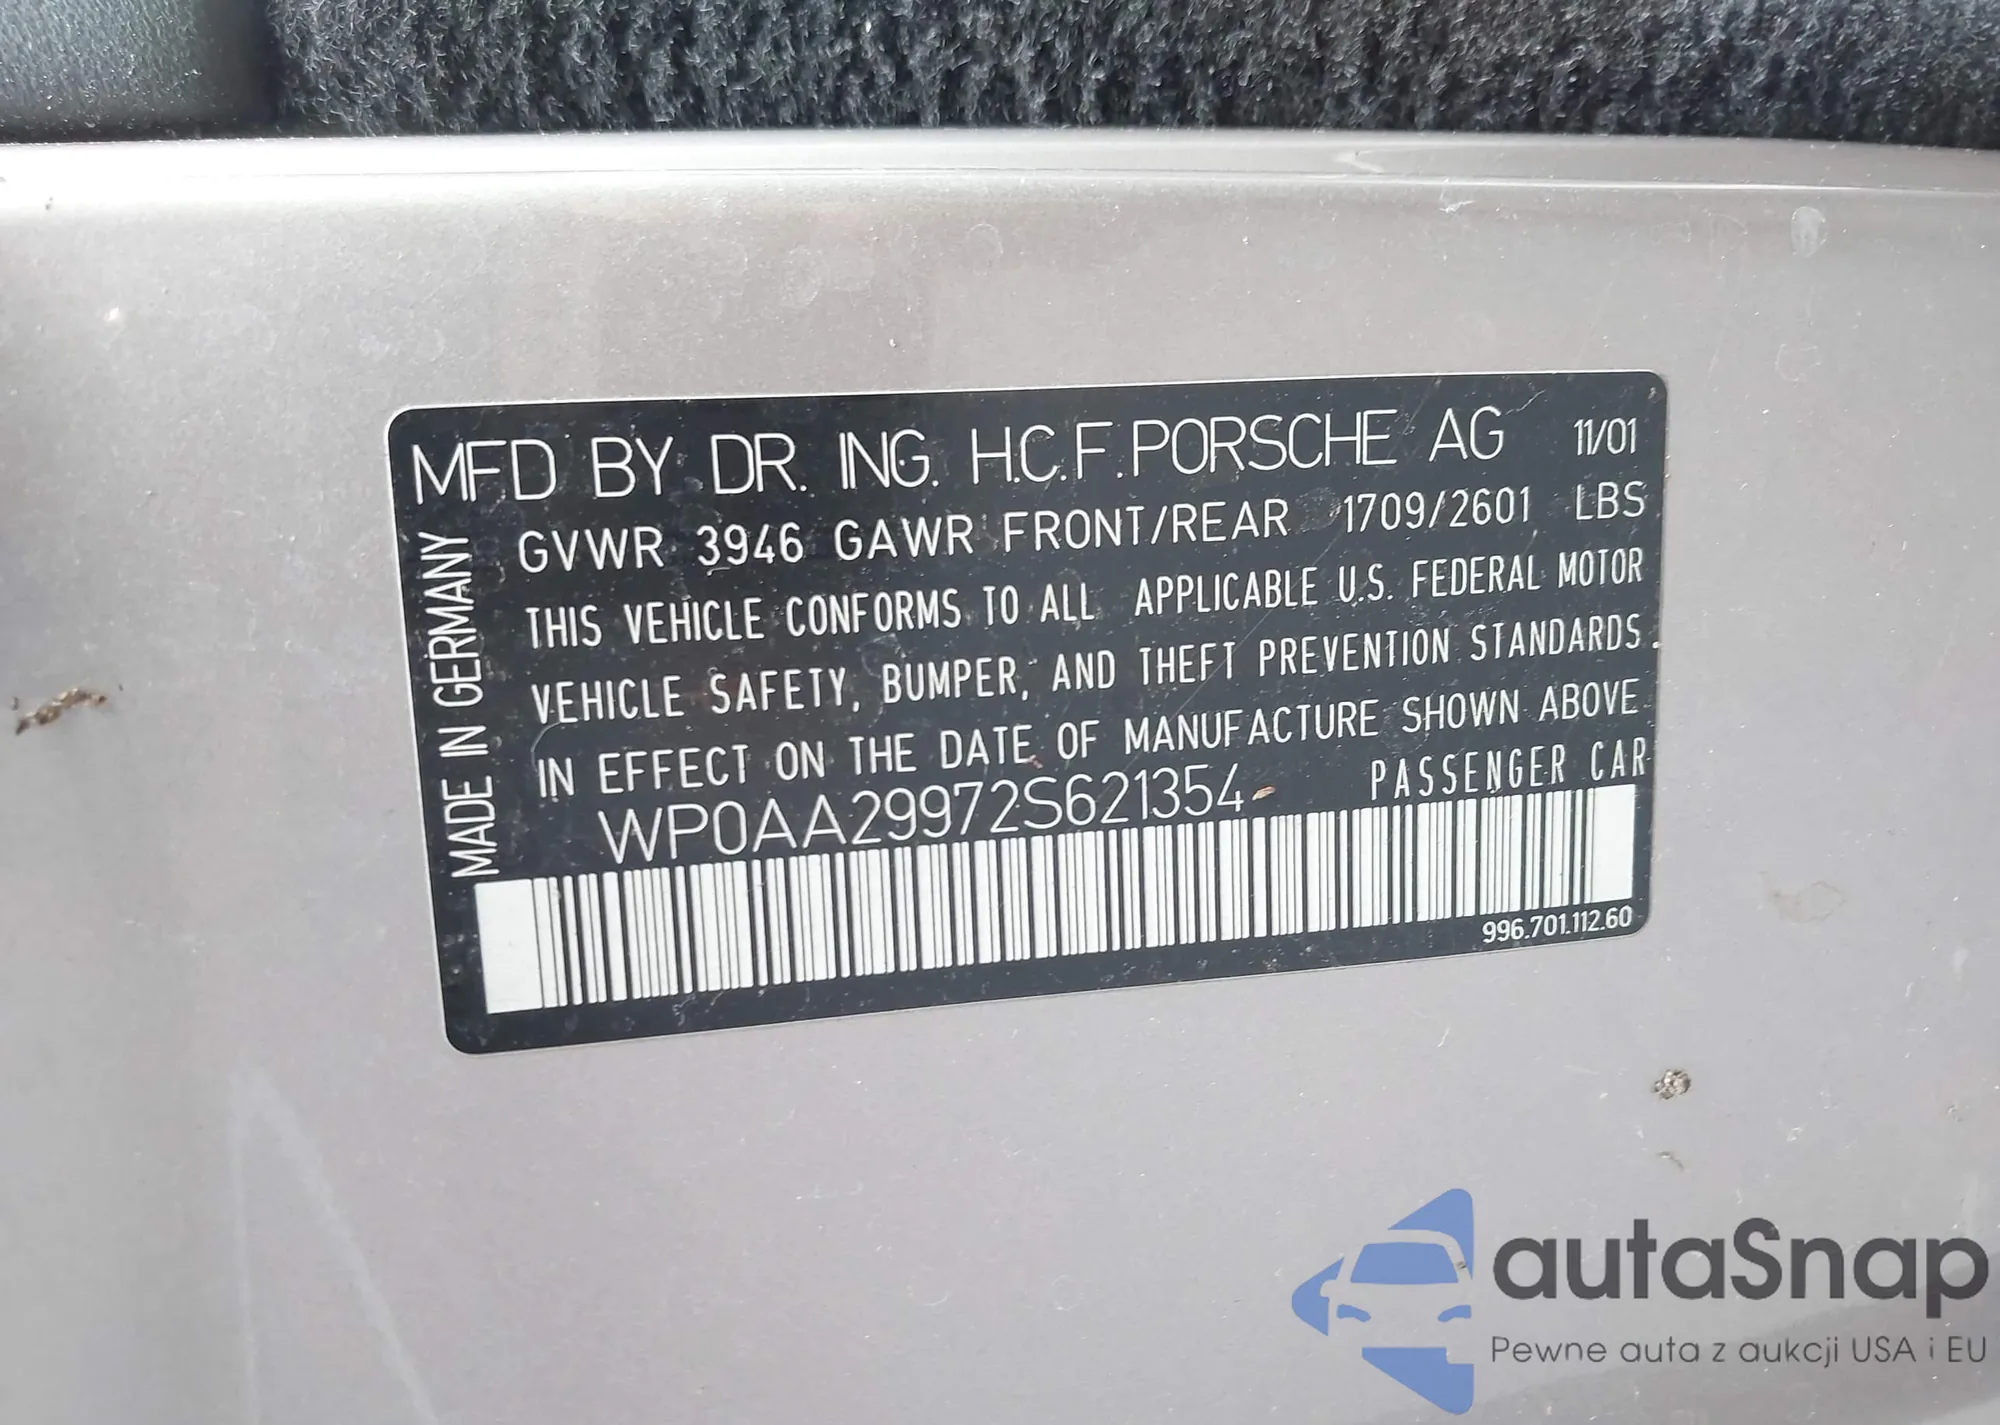 MFD BY DR. ING. H.C.F. PORSCHE AG 11/01
GVWR 3946 GAWR FRONT/REAR 1709/2601 LBS
THIS VEHICLE CONFORMS TO ALL APPLICABLE U.S. FEDERAL MOTOR
VEHICLE SAFETY, BUMPER, AND THEFT PREVENTION STANDARDS.
IN EFFECT ON THE DATE OF MANUFACTURE SHOWN ABOVE
WP0AA29972S621354 PASSENGER CAR
996.701.112.60
MADE IN GERMANY
autaSnap
Pewne auta z aukcji USA i EU